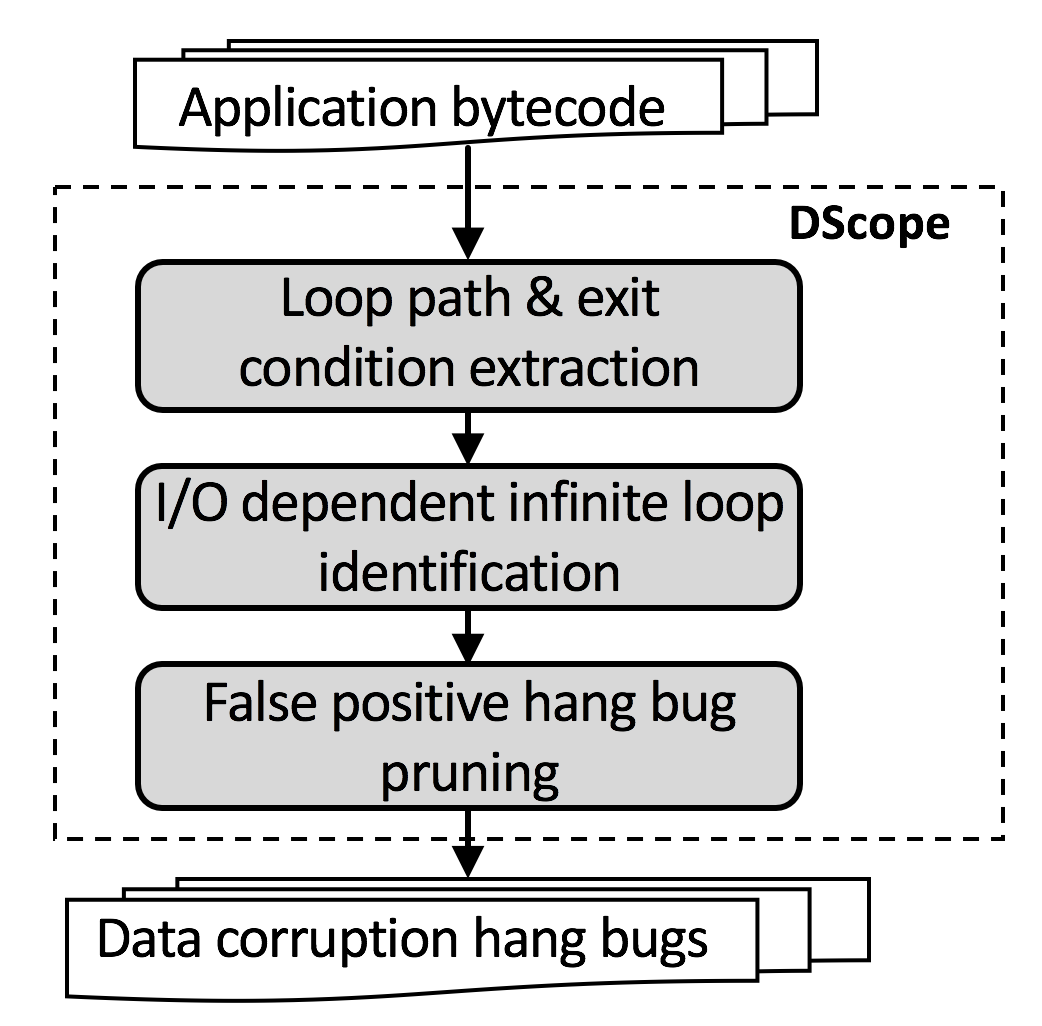 Application bytecode
DScope
Loop path & exit
condition extraction
I/O dependent infinite loop
identification
False positive hang bug
pruning
Data corruption hang bugs